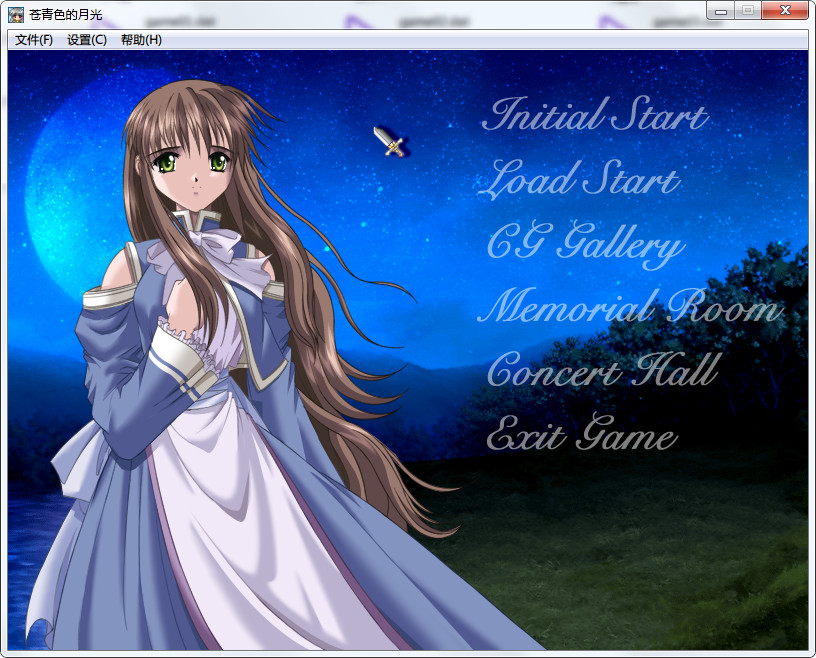 苍青色的月光
文件(F) 设置(C) 帮助(H)
Initial Start
Load Start
CG Gallery
Memorial Room
Concert Hall
Exit Game